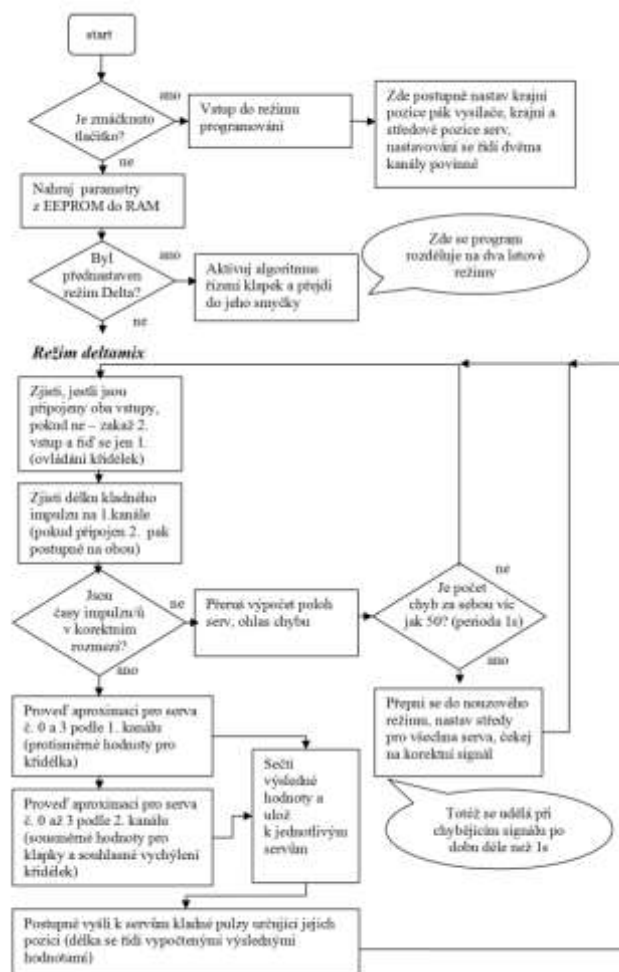 start
Je zmáčknuto
tlačítko?
ano
ne
Vstup do režimu
programování
Zde postupně nastav krajní
pozice pák vysílače, krajní a
středové pozice serv,
nastavování se řídí dvěma
kanály povinně
Nahraj parametry
z EEPROM do RAM
Byl
přednastaven
režim Delta?
ano
ne
Aktivuj algoritmus
řízení klapek a přejdi
do jeho smyčky
Zde se program
rozděluje na dva letové
režimy
Režim deltamix
Zjisti, jestli jsou
připojeny oba vstupy,
pokud ne – zakaž 2.
vstup a řiď se jen 1.
(ovládání křidélek)
Zjisti délku kladného
impulzu na 1.kanále
(pokud připojen 2. pak
postupně na obou)
Jsou
časy impulzu/ů
v korektním
rozmezí?
ne
ano
Přeruš výpočet poloh
serv, ohlas chybu
ne
Je počet
chyb za sebou víc
jak 50? (perioda 1s)
ano
Přepni se do nouzového
režimu, nastav středy
pro všechna serva, čekej
na korektní signál
Totéž se udělá při
chybějícím signálu po
dobu déle než 1s
Proveď aproximaci pro serva
č. 0 a 3 podle 1. kanálu
(protisměrné hodnoty pro
křidélka)
Proveď aproximaci pro serva
č. 0 až 3 podle 2. kanálu
(souměrné hodnoty pro
klapky a souhlasné vychýlení
křidélek)
Sečti
výsledné
hodnoty a
ulož
k jednotlivým
servům
Postupně vyšli k servům kladné pulzy určující jejich
pozici (délka se řídí vypočtenými výslednými
hodnotami)